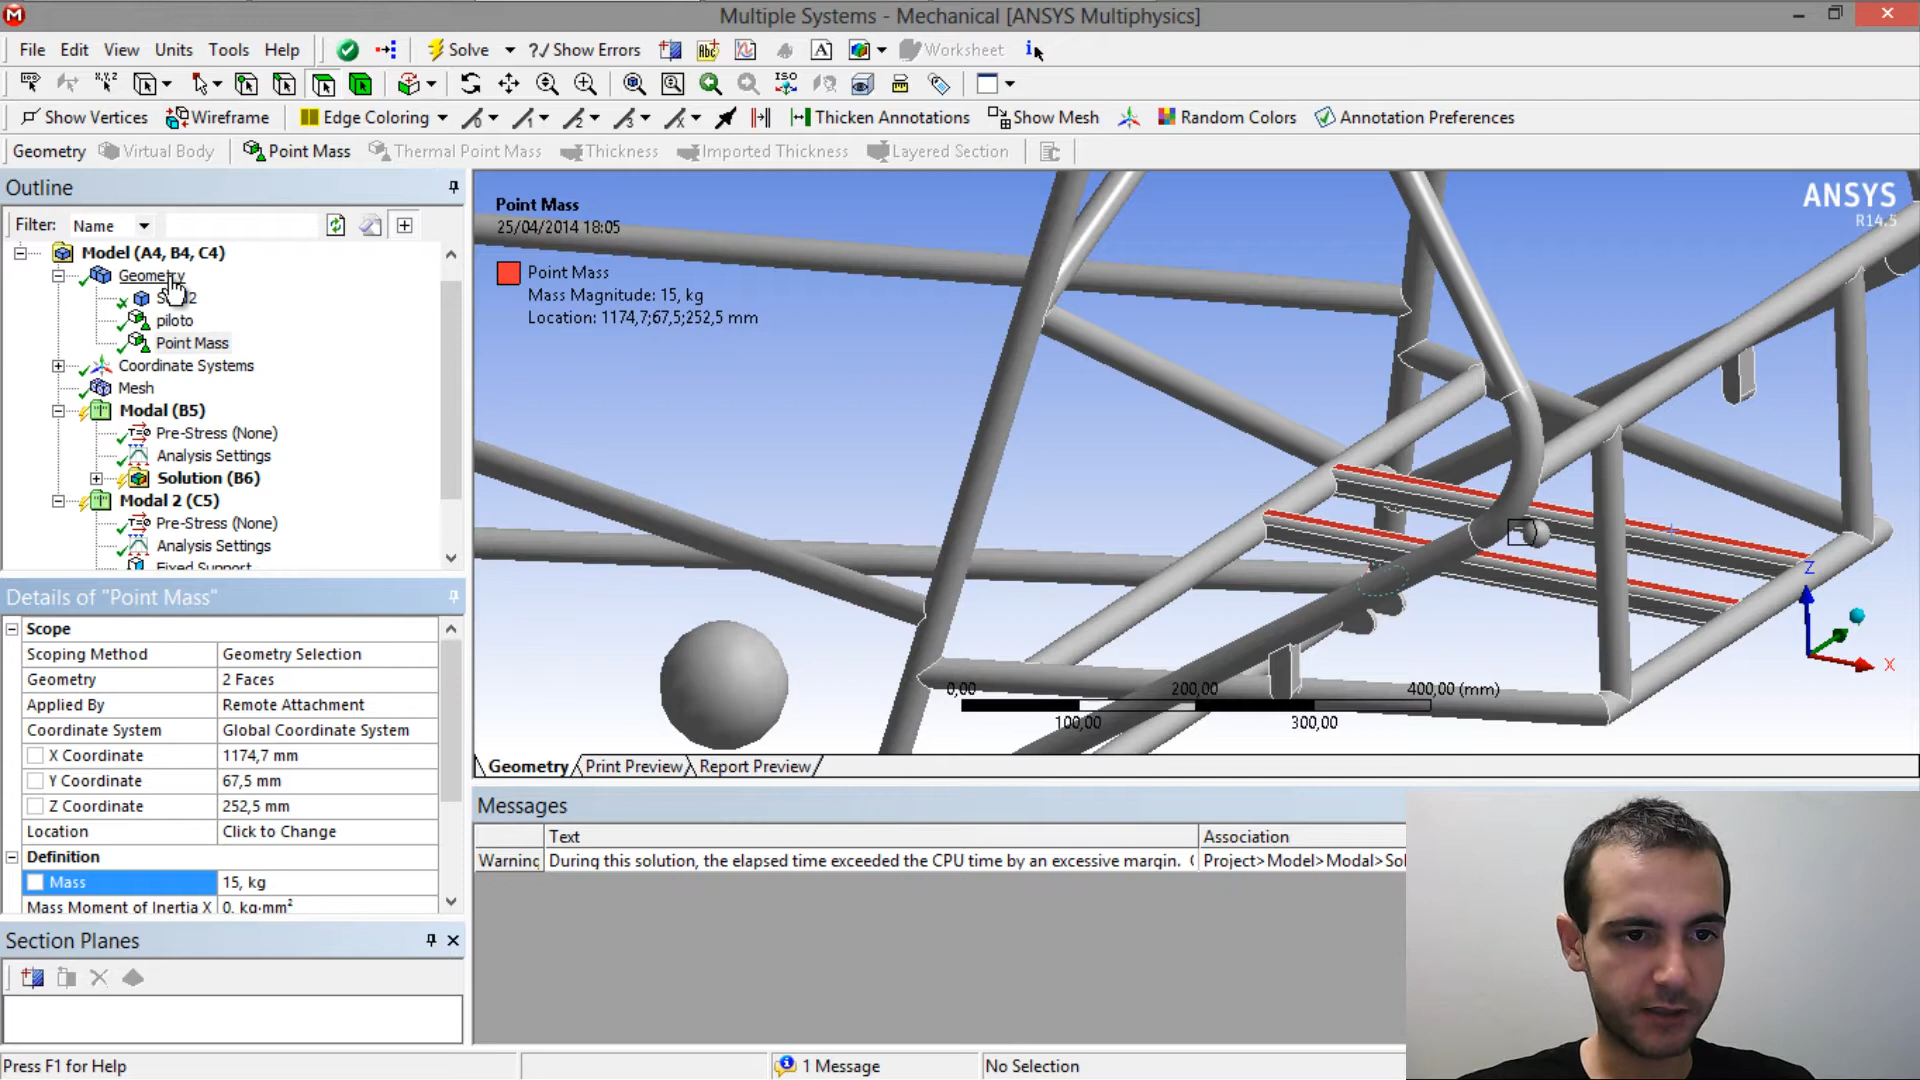 Multiple Systems - Mechanical [ANSYS Multiphysics]
File Edit View Units Tools Help Solve ?/ Show Errors Worksheet
Show Vertices Wireframe Edge Coloring Thicken Annotations Show Mesh Random Colors Annotation Preferences
Geometry Virtual Body Point Mass Thermal Point Mass Thickness Imported Thickness Layered Section
Outline
Filter: Name
Model (A4, B4, C4)
Geometry
piloto
Point Mass
Coordinate Systems
Mesh
Modal (B5)
Pre-Stress (None)
Analysis Settings
Solution (B6)
Modal 2 (C5)
Pre-Stress (None)
Analysis Settings
Fixed Support
Details of "Point Mass"
Scope
Scoping Method Geometry Selection
Geometry 2 Faces
Applied By Remote Attachment
Coordinate System Global Coordinate System
X Coordinate 1174,7 mm
Y Coordinate 67,5 mm
Z Coordinate 252,5 mm
Location Click to Change
Definition
Mass 15, kg
Mass Moment of Inertia X 0, kg·mm²
Section Planes
Press F1 for Help
Point Mass
25/04/2014 18:05
Point Mass
Mass Magnitude: 15, kg
Location: 1174,7;67,5;252,5 mm
ANSYS
R14.5
Z
X
0,00 200,00 400,00 (mm)
100,00 300,00
Geometry Print Preview Report Preview
Messages
Text Association
Warning During this solution, the elapsed time exceeded the CPU time by an excessive margin. Project>Model>Modal>Sol
1 Message No Selection